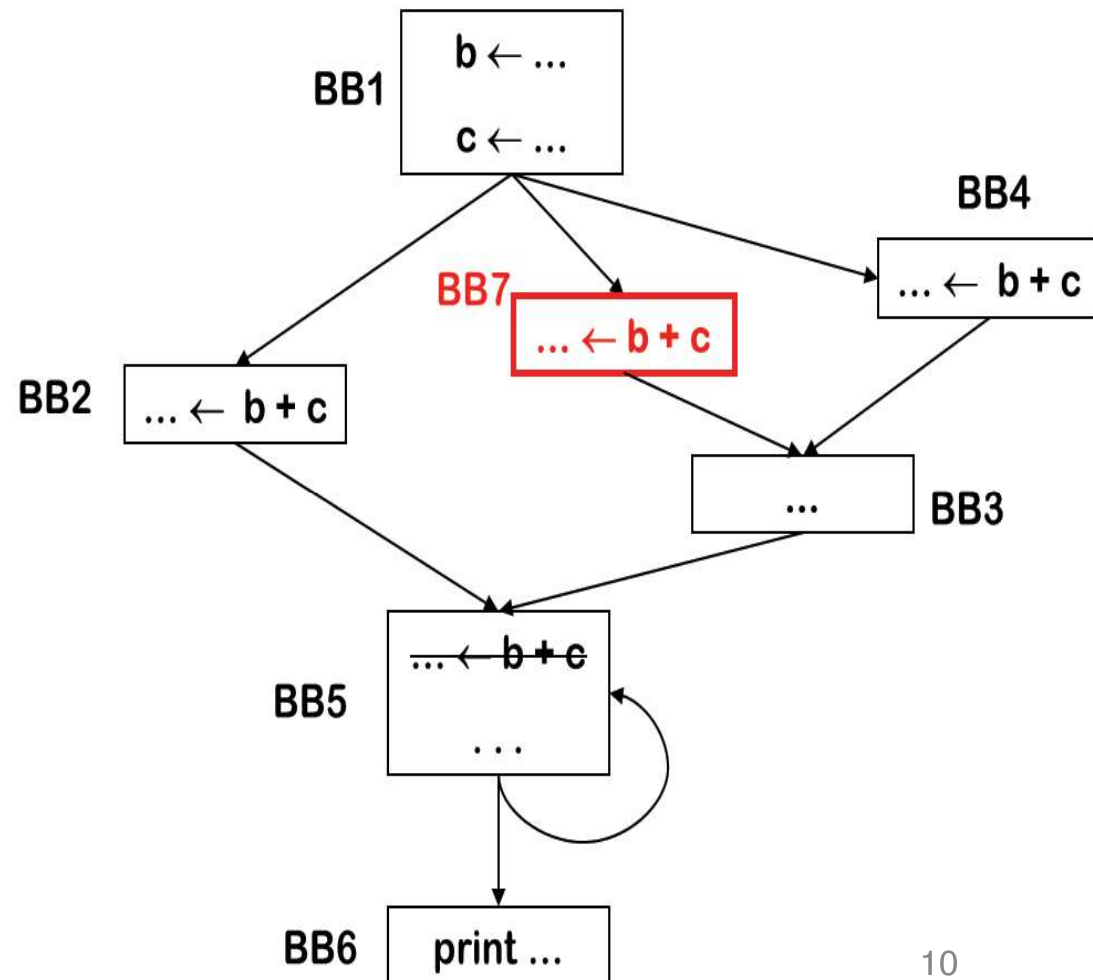 b ← ...
BB1
c ← ...
BB4
BB7
... ← b + c
... ← b + c
BB2
... ← b + c
...
BB3
... ← b + c
BB5
...
BB6
print ...
10